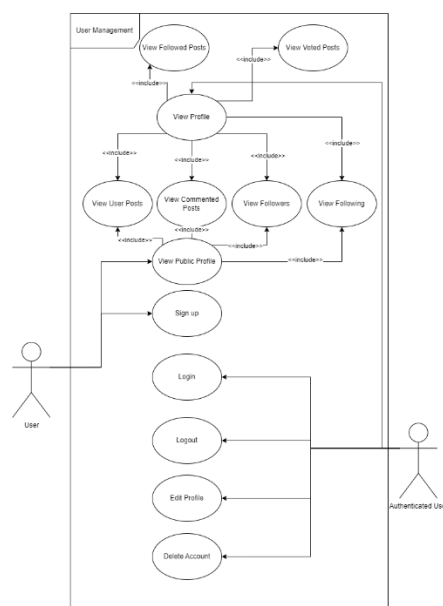 User Management
View Followed Posts
View Voted Posts
<<include>>
<<include>>
View Profile
<<include>>
<<include>>
<<include>>
<<include>>
View User Posts
View Commented
Posts
View Followers
View Following
<<include>>
<<include>>
<<include>>
<<include>>
View Public Profile
Sign up
Login
User
Logout
Edit Profile
Authenticated User
Delete Account